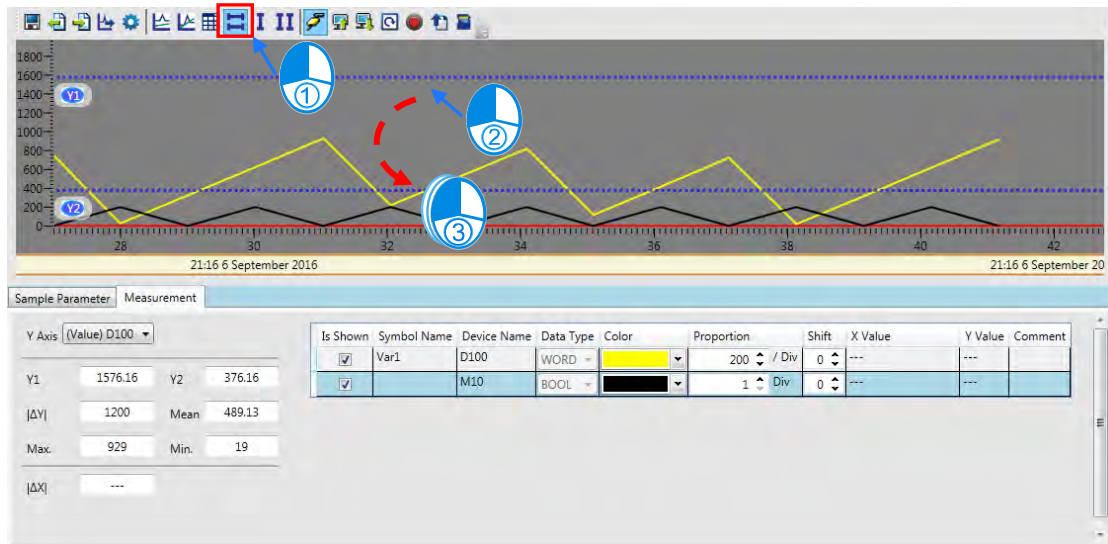 1800
1600
1400
Y1
1200
1000
800
600
400
200
Y2
0
①
②
③
28 30 32 34 36 38 40 42
21:16 6 September 2016 21:16 6 September 20
Sample Parameter Measurement
Y Axis (Value) D100
Y1 1576.16 Y2 376.16
|ΔY| 1200 Mean 489.13
Max. 929 Min. 19
|ΔX| ---
Is Shown Symbol Name Device Name Data Type Color Proportion Shift X Value Y Value Comment
Var1 D100 WORD 200 / Div 0 --- ---
M10 BOOL 1 Div 0 --- ---